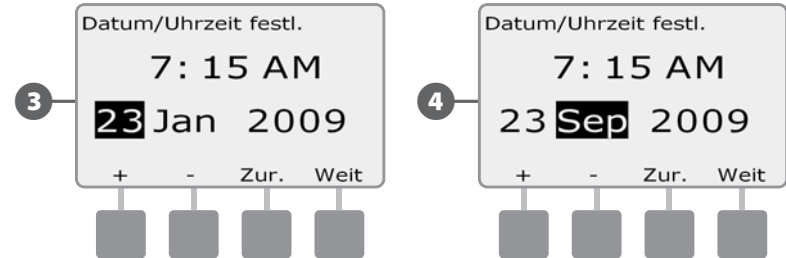 3
Datum/Uhrzeit festl.
7: 15 AM
23 Jan 2009
+ - Zur. Weit
4
Datum/Uhrzeit festl.
7: 15 AM
23 Sep 2009
+ - Zur. Weit